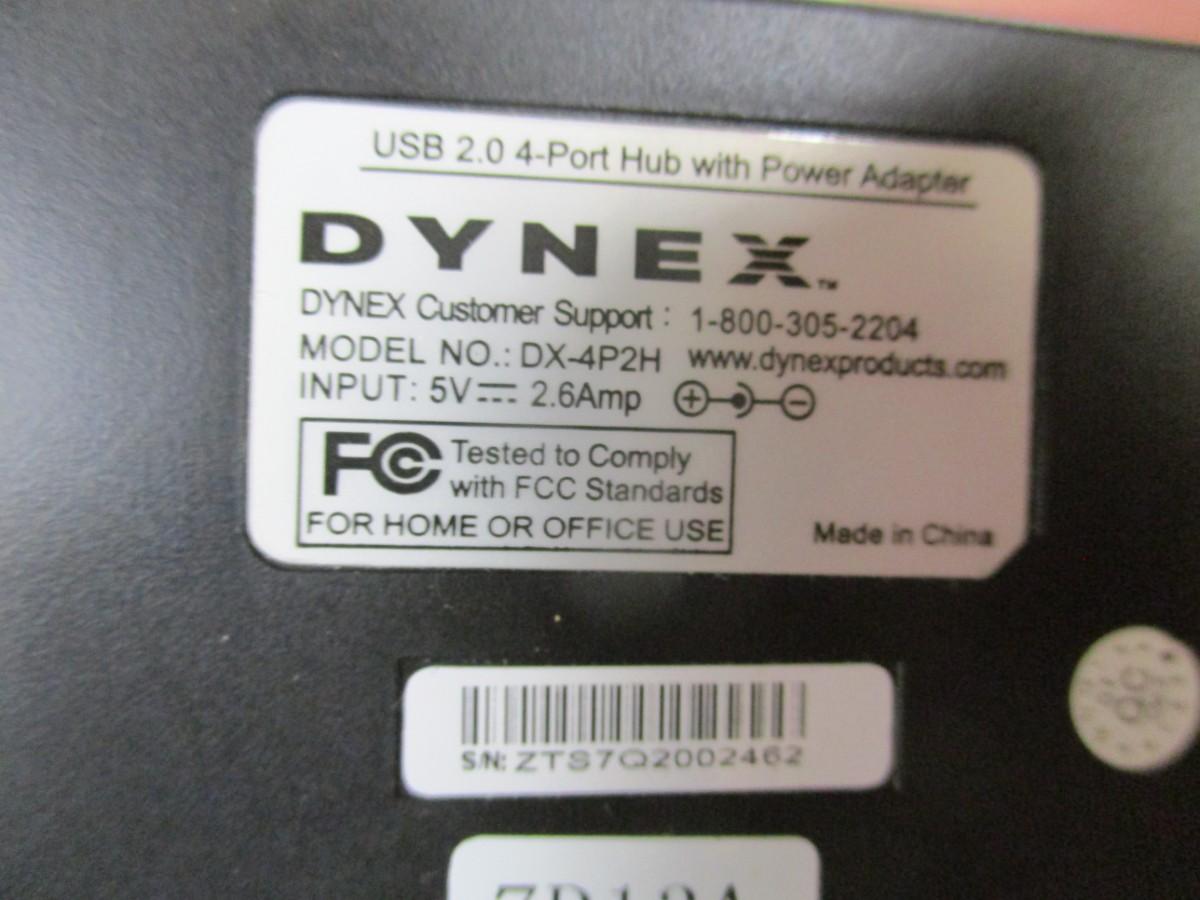 USB 2.0 4-Port Hub with Power Adapter
DYNEX™
DYNEX Customer Support : 1-800-305-2204
MODEL NO.: DX-4P2H www.dynexproducts.com
INPUT: 5V⎓ 2.6Amp
FC Tested to Comply
with FCC Standards
FOR HOME OR OFFICE USE
Made in China
S/N: ZTS7Q2002462